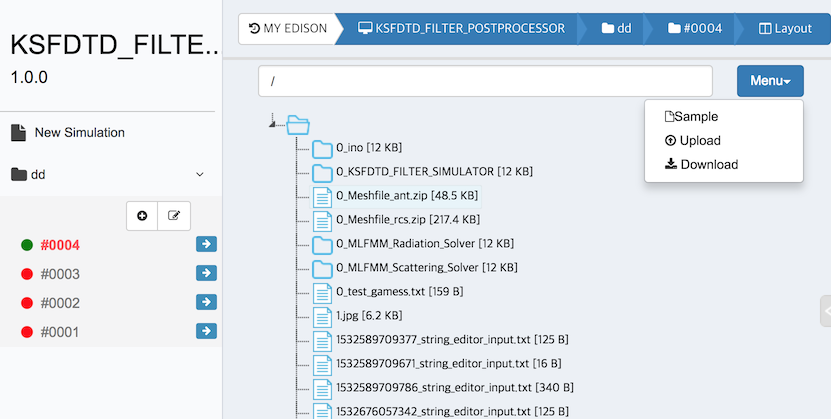 KSFDTD_FILTE..
1.0.0
New Simulation
dd
#0004
#0003
#0002
#0001
MY EDISON
KSFDTD_FILTER_POSTPROCESSOR
dd
#0004
Layout
/
Menu
Sample
Upload
Download
0_ino [12 KB]
0_KSFDTD_FILTER_SIMULATOR [12 KB]
0_Meshfile_ant.zip [48.5 KB]
0_Meshfile_rcs.zip [217.4 KB]
0_MLFMM_Radiation_Solver [12 KB]
0_MLFMM_Scattering_Solver [12 KB]
0_test_gamess.txt [159 B]
1.jpg [6.2 KB]
1532589709377_string_editor_input.txt [125 B]
1532589709671_string_editor_input.txt [16 B]
1532589709786_string_editor_input.txt [340 B]
1532676057342_string_editor_input.txt [125 B]